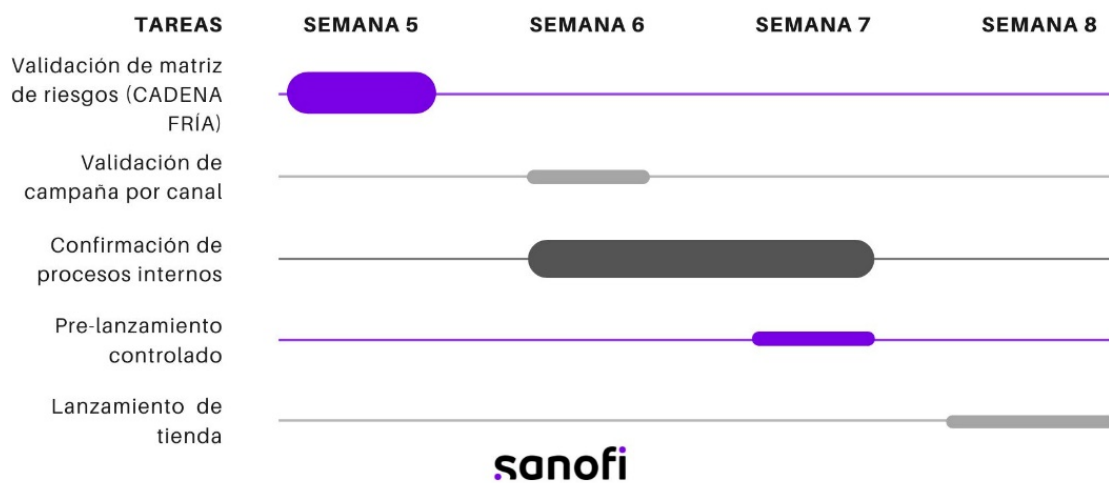 TAREAS SEMANA 5 SEMANA 6 SEMANA 7 SEMANA 8
Validación de matriz
de riesgos (CADENA
FRÍA)
Validación de
campaña por canal
Confirmación de
procesos internos
Pre-lanzamiento
controlado
Lanzamiento de
tienda
sanofi